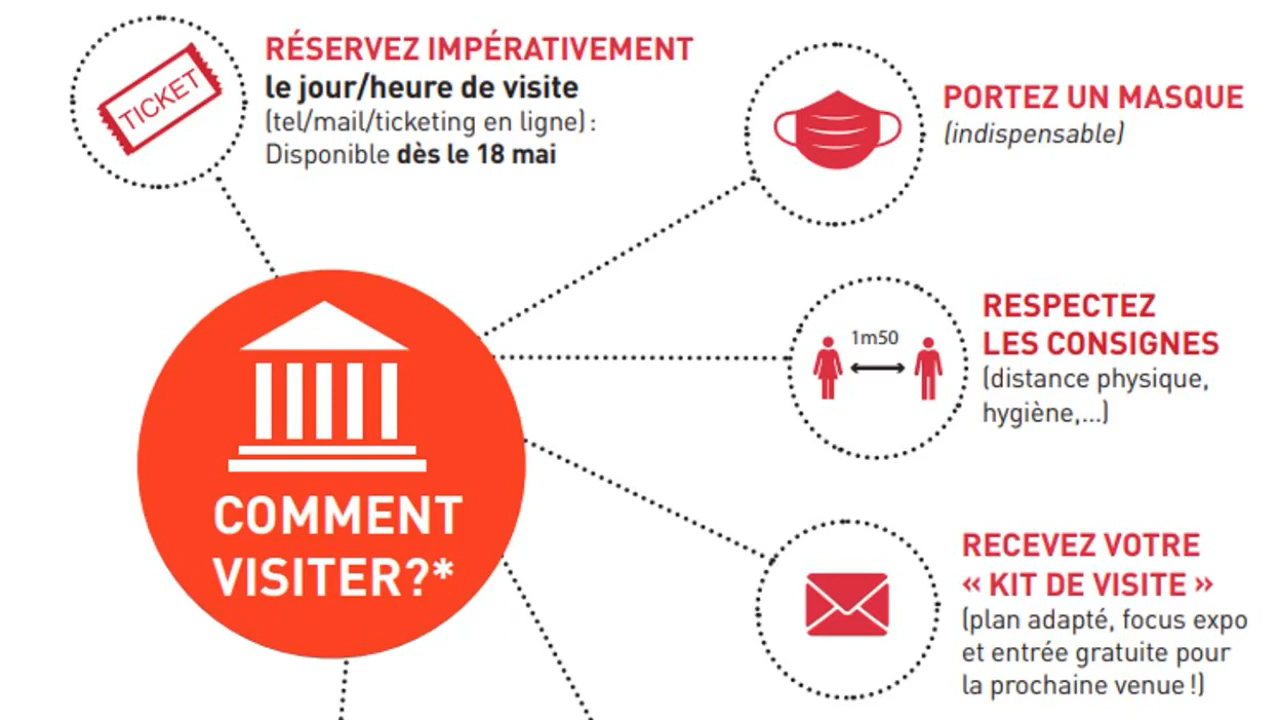 TICKET
RÉSERVEZ IMPÉRATIVEMENT
le jour/heure de visite
(tel/mail/ticketing en ligne) :
Disponible dès le 18 mai
PORTEZ UN MASQUE
(indispensable)
1m50
RESPECTEZ
LES CONSIGNES
(distance physique,
hygiène,...)
COMMENT
VISITER?*
RECEVEZ VOTRE
« KIT DE VISITE »
(plan adapté, focus expo
et entrée gratuite pour
la prochaine venue !)